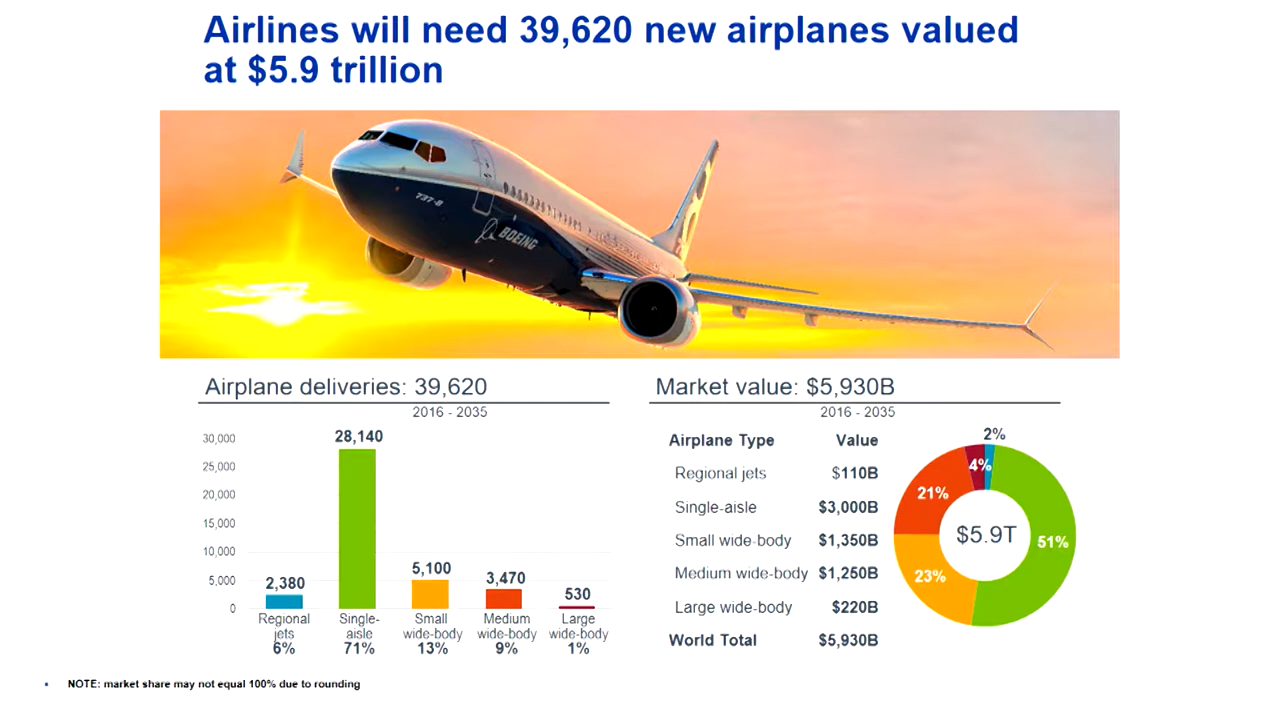 Airlines will need 39,620 new airplanes valued
at $5.9 trillion
737-8
BOEING
Airplane deliveries: 39,620
2016 - 2035
30,000
25,000
20,000
15,000
10,000
5,000
0
2,380
28,140
5,100
3,470
530
Regional
jets
6%
Single-
aisle
71%
Small
wide-body
13%
Medium
wide-body
9%
Large
wide-body
1%
Market value: $5,930B
2016 - 2035
Airplane Type Value
Regional jets $110B
Single-aisle $3,000B
Small wide-body $1,350B
Medium wide-body $1,250B
Large wide-body $220B
World Total $5,930B
2%
4%
21%
51%
23%
$5.9T
• NOTE: market share may not equal 100% due to rounding